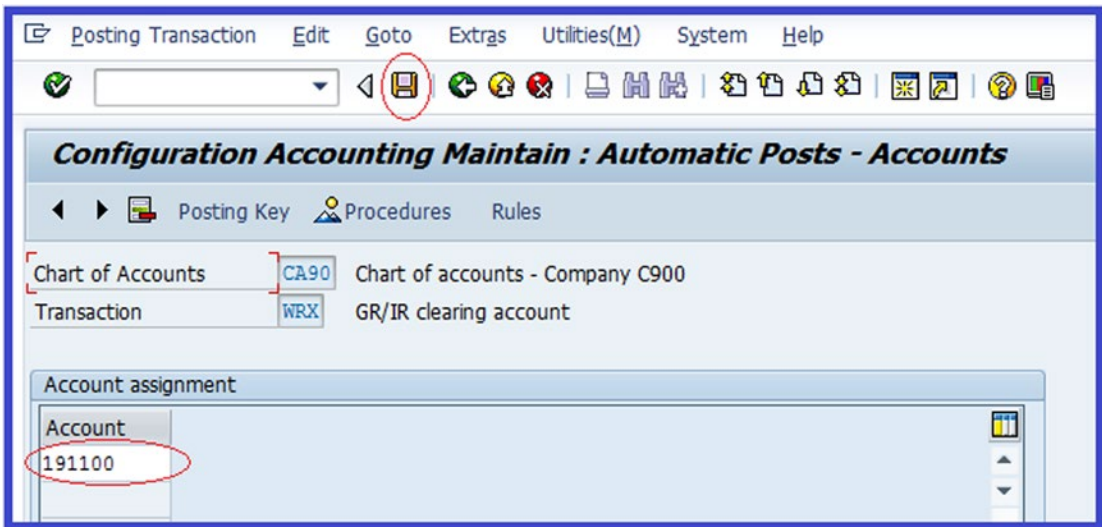 Posting Transaction Edit Goto Extras Utilities(M) System Help
Configuration Accounting Maintain : Automatic Posts - Accounts
Posting Key Procedures Rules
Chart of Accounts CA90 Chart of accounts - Company C900
Transaction WRX GR/IR clearing account
Account assignment
Account
191100